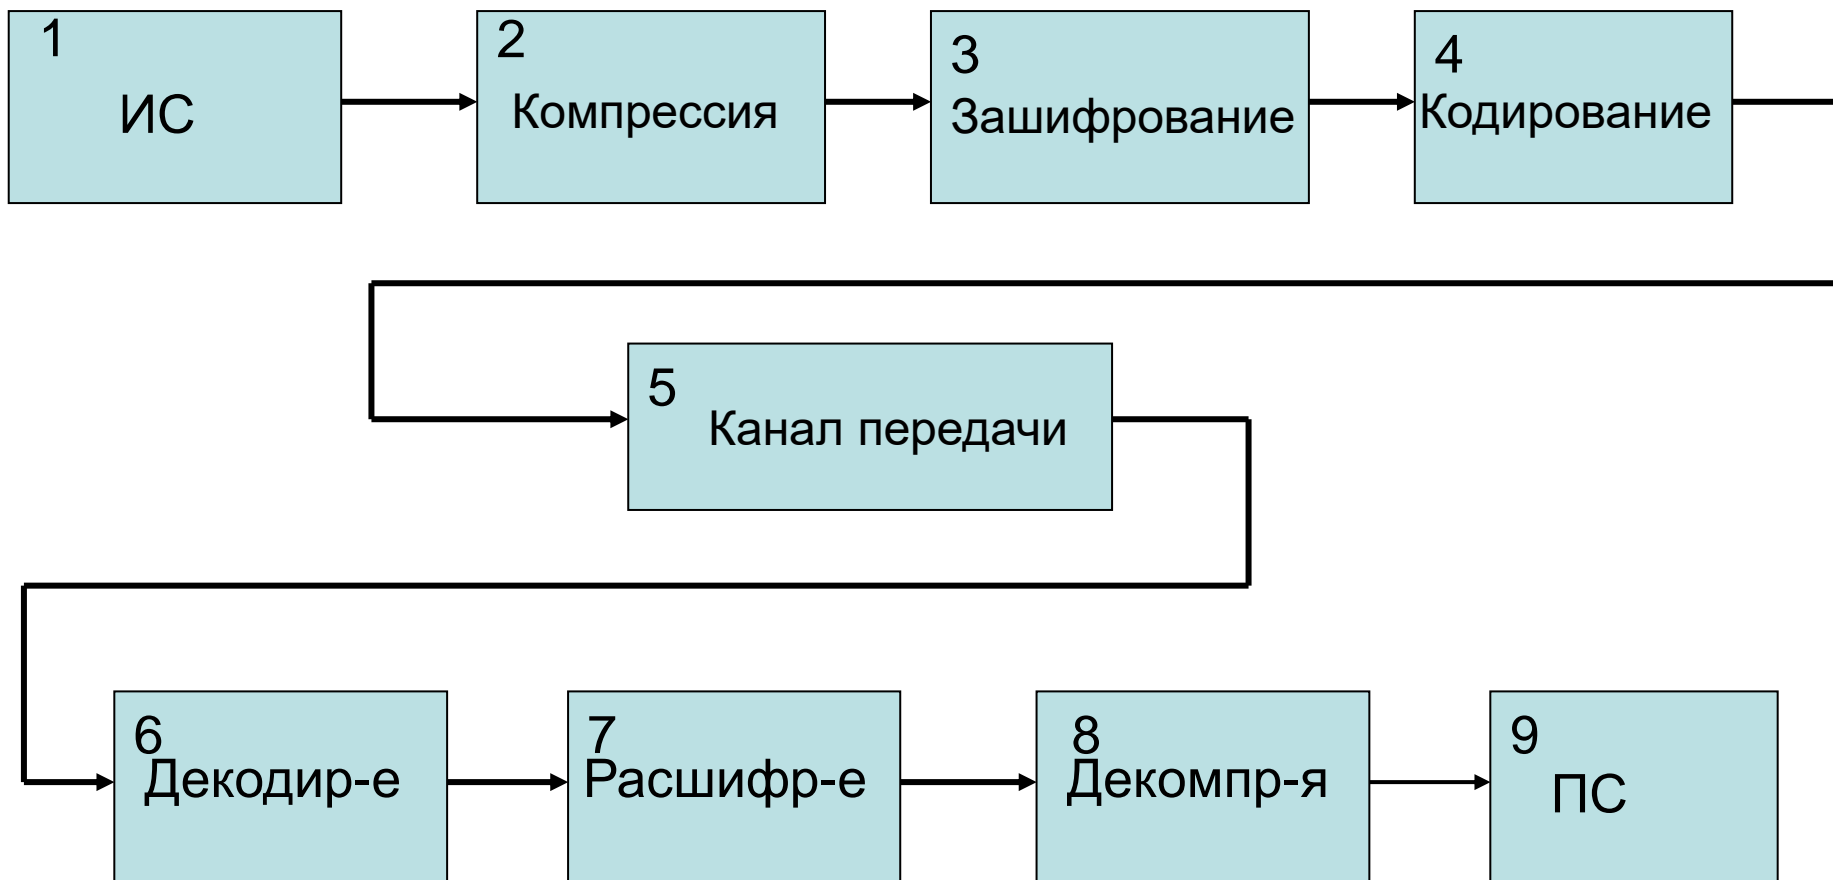 1
ИС
2
Компрессия
3
Зашифрование
4
Кодирование
5
Канал передачи
6
Декодир-е
7
Расшифр-е
8
Декомпр-я
9
ПС